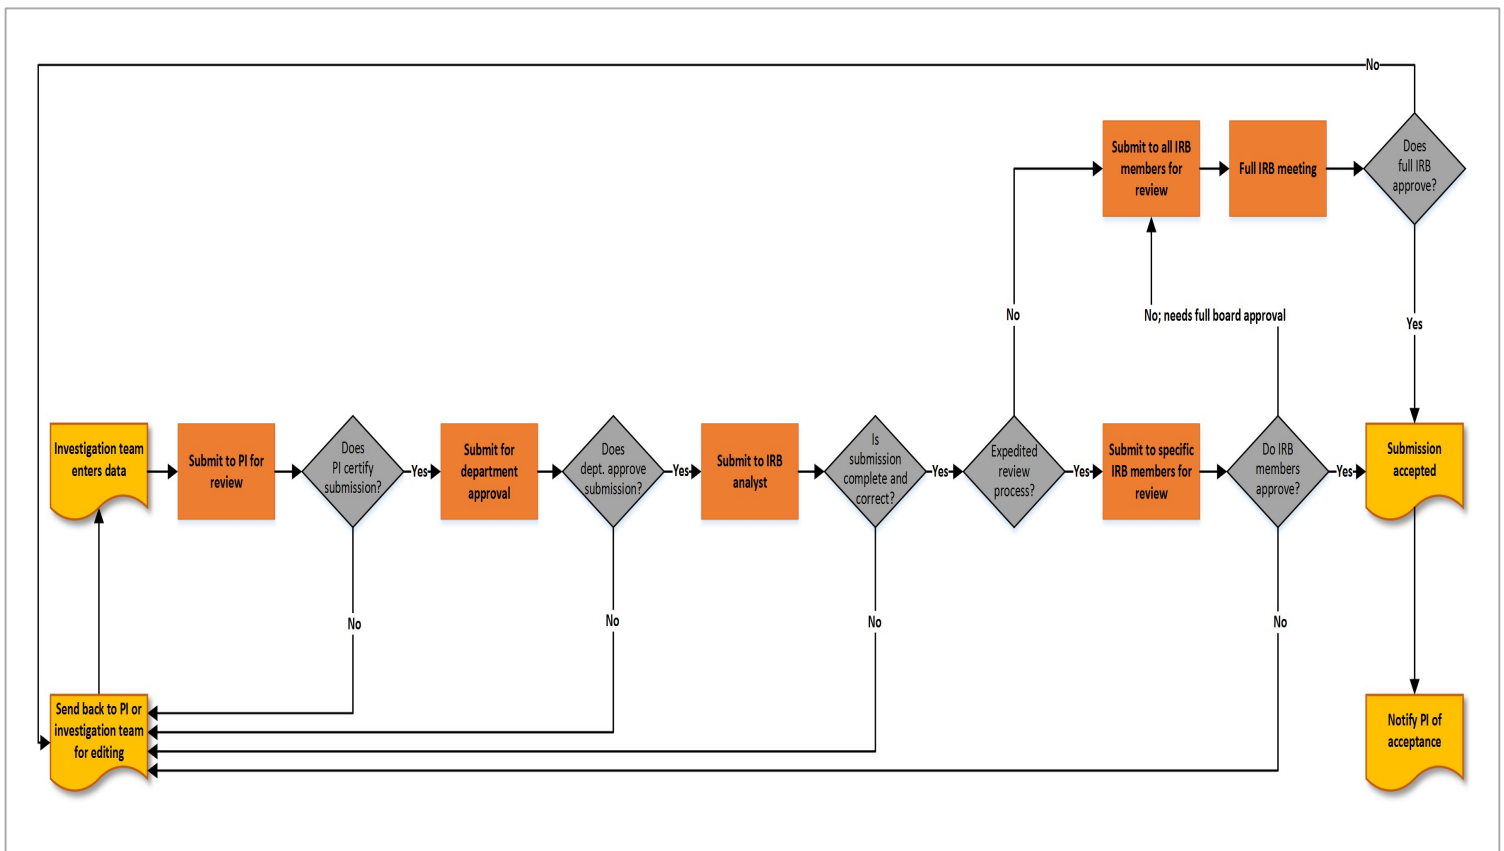 No
Submit to all IRB
members for
review
Full IRB meeting
Does
full IRB
approve?
No
No; needs full board approval
Yes
Investigation team
enters data
Submit to PI for
review
Does
PI certify
submission?
Yes
Submit for
department
approval
Does
dept. approve
submission?
Yes
Submit to IRB
analyst
Is
submission
complete and
correct?
Yes
Expedited
review
process?
Yes
Submit to specific
IRB members for
review
Do IRB
members
approve?
Yes
Submission
accepted
No
No
No
No
Send back to PI or
investigation team
for editing
Notify PI of
acceptance